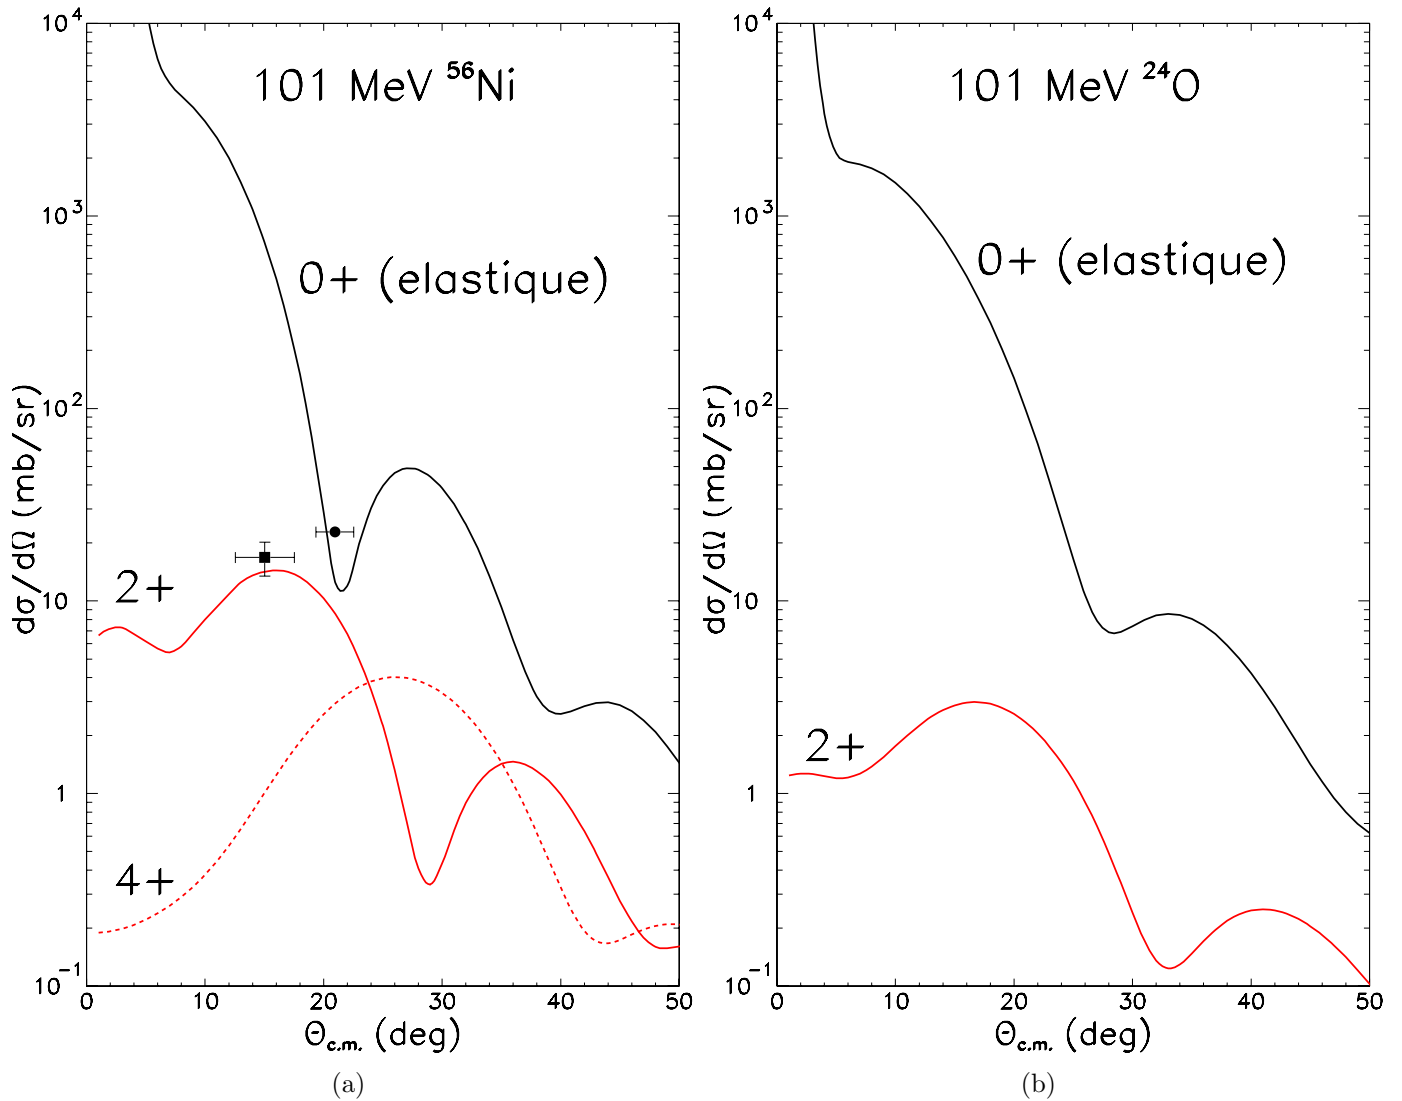 101 MeV ⁵⁶Ni
0+ (elastique)
2+
4+
dσ/dΩ (mb/sr)
10⁴
10³
10²
10
1
10⁻¹
0 10 20 30 40 50
Θc.m. (deg)
(a)
101 MeV ²⁴O
0+ (elastique)
2+
dσ/dΩ (mb/sr)
10⁴
10³
10²
10
1
10⁻¹
0 10 20 30 40 50
Θc.m. (deg)
(b)